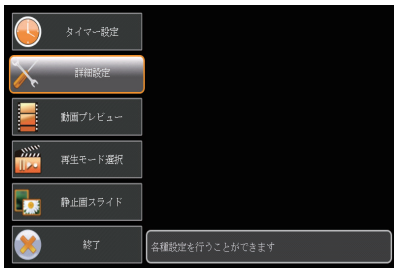 タイマー設定
詳細設定
動画プレビュー
再生モード選択
静止画スライド
終了
各種設定を行うことができます